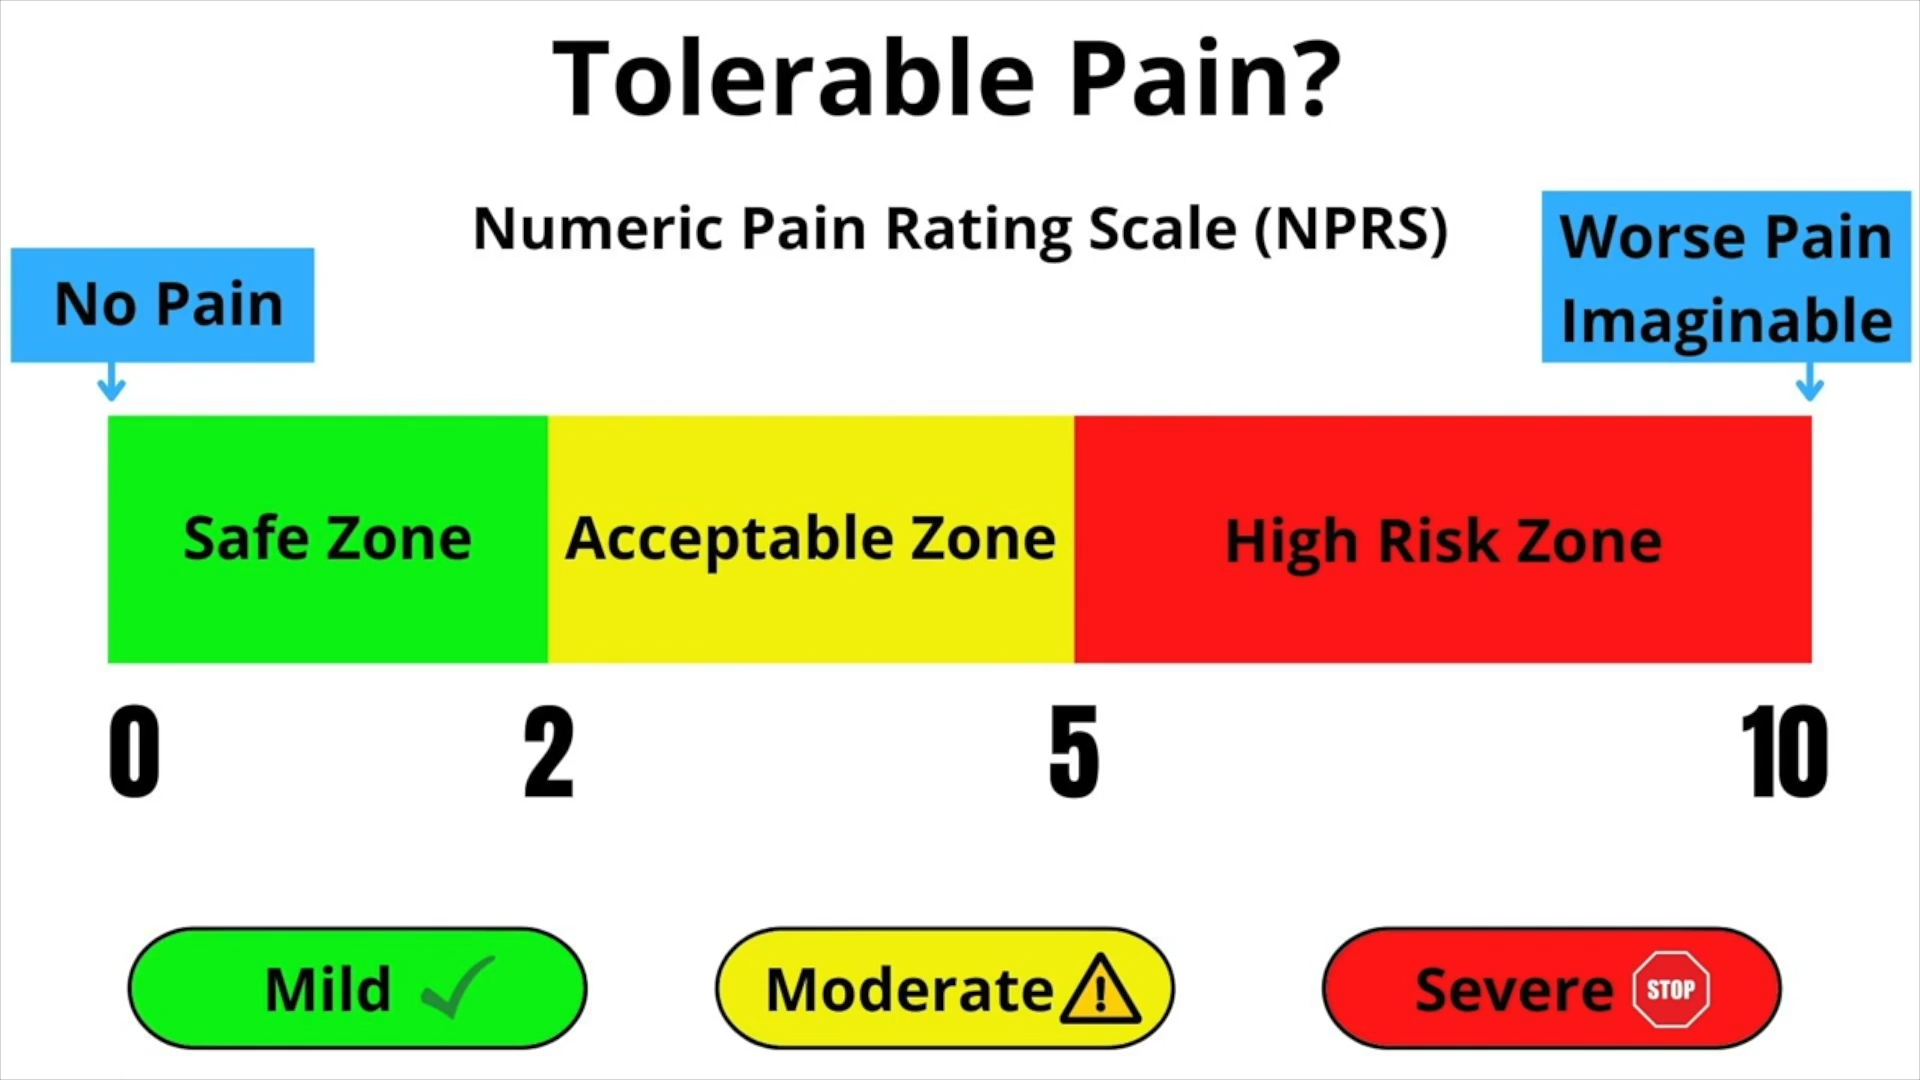 Tolerable Pain?
Numeric Pain Rating Scale (NPRS)
No Pain
Worse Pain
Imaginable
Safe Zone
Acceptable Zone
High Risk Zone
0
2
5
10
Mild
Moderate
Severe
STOP